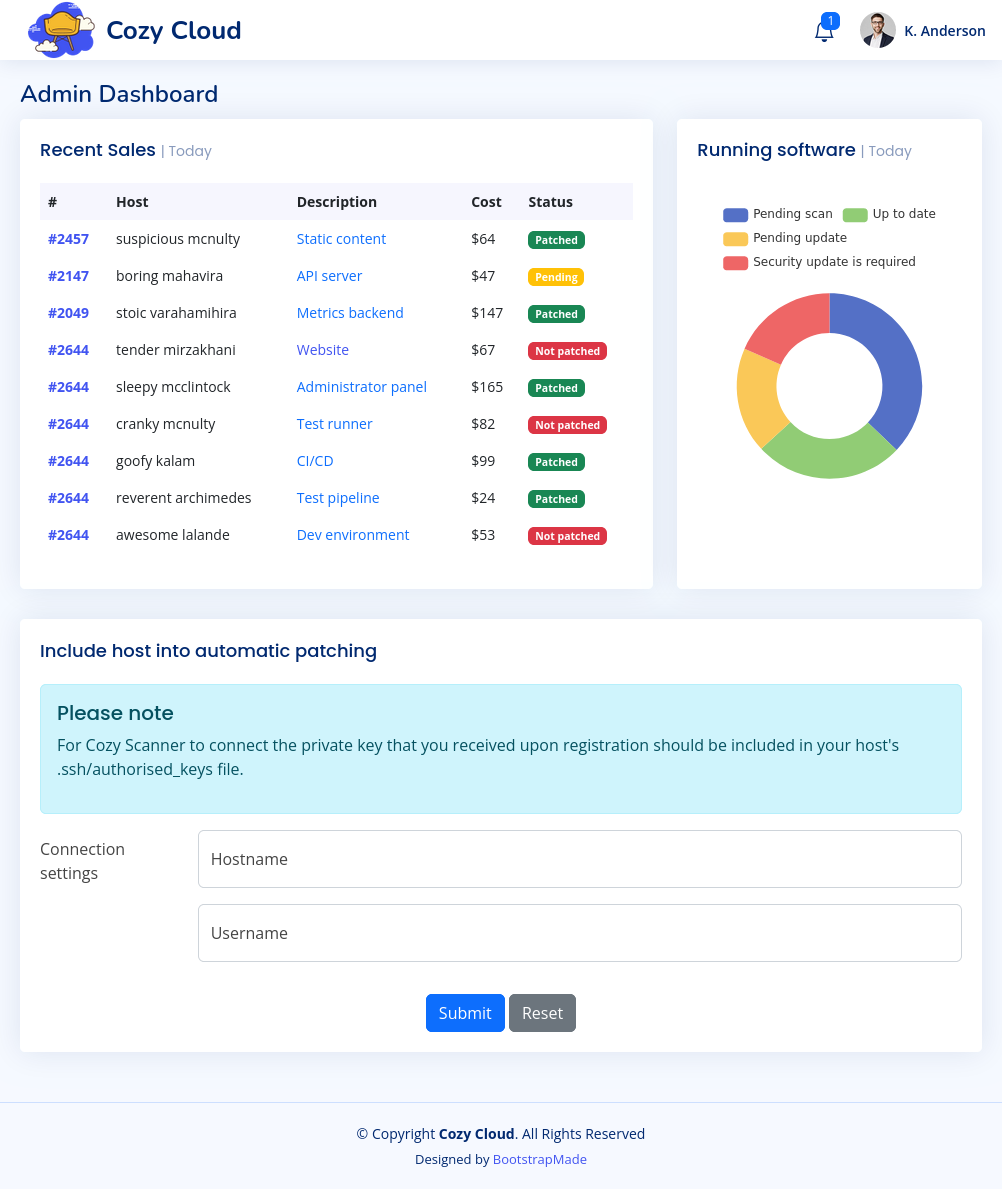 Cozy Cloud
1
K. Anderson
Admin Dashboard
Recent Sales | Today
# Host Description Cost Status
#2457 suspicious mcnulty Static content $64 Patched
#2147 boring mahavira API server $47 Pending
#2049 stoic varahamihira Metrics backend $147 Patched
#2644 tender mirzakhani Website $67 Not patched
#2644 sleepy mcclintock Administrator panel $165 Patched
#2644 cranky mcnulty Test runner $82 Not patched
#2644 goofy kalam CI/CD $99 Patched
#2644 reverent archimedes Test pipeline $24 Patched
#2644 awesome lalande Dev environment $53 Not patched
Running software | Today
Pending scan Up to date
Pending update
Security update is required
Include host into automatic patching
Please note
For Cozy Scanner to connect the private key that you received upon registration should be included in your host's
.ssh/authorised_keys file.
Connection
settings
Hostname
Username
Submit Reset
© Copyright Cozy Cloud. All Rights Reserved
Designed by BootstrapMade